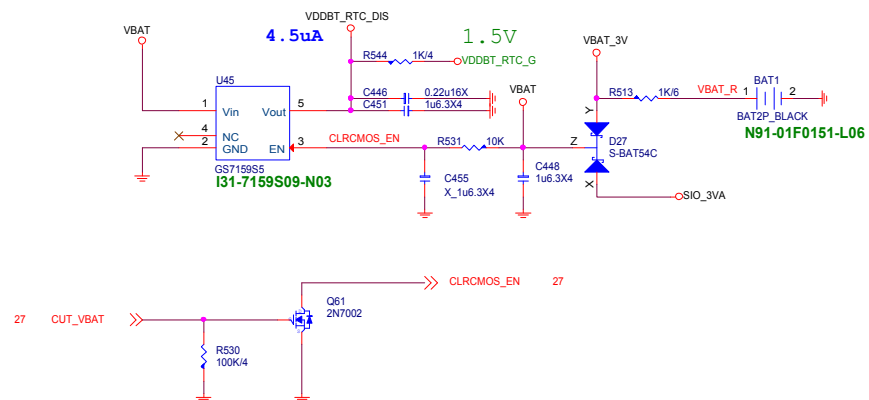 VBAT
4.5uA
VDDBT_RTC_DIS
1.5V
R544
1K/4
VDDBT_RTC_G
VBAT_3V
U45
C446
0.22u16X
C451
1u6.3X4
VBAT
R513
1K/6
VBAT_R
1
BAT1
2
BAT2P_BLACK
N91-01F0151-L06
1
Vin
Vout
5
4
NC
2
GND
EN
3
CLRCMOS_EN
R531
10K
Y
Z
D27
S-BAT54C
X
GS7159S5
I31-7159S09-N03
C455
X_1u6.3X4
C448
1u6.3X4
SIO_3VA
CLRCMOS_EN
27
Q61
2N7002
27
CUT_VBAT
R530
100K/4